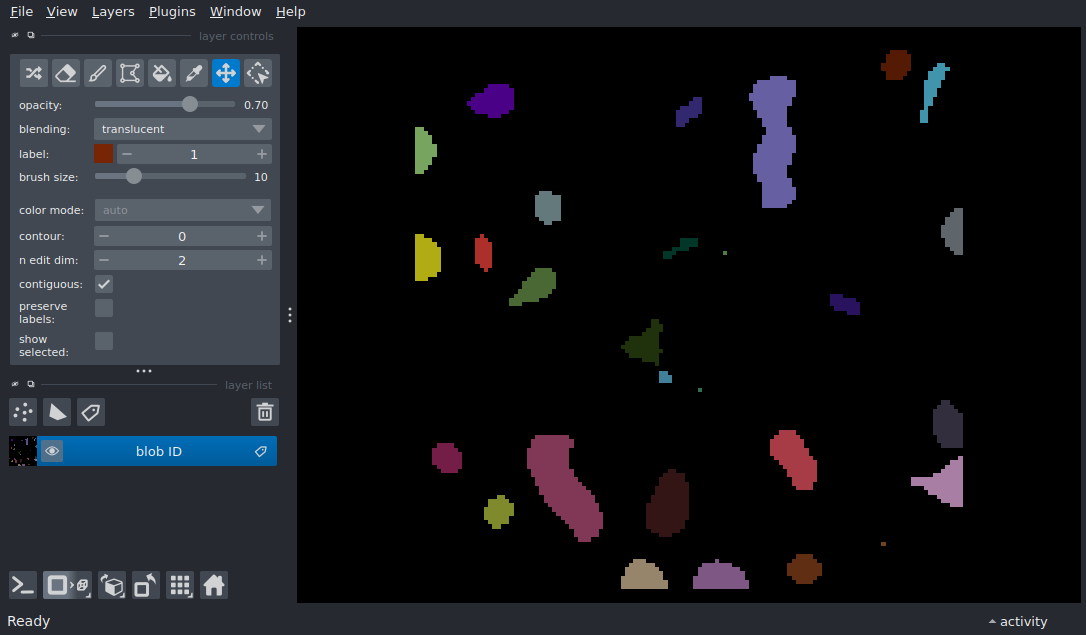 File View Layers Plugins Window Help
layer controls
opacity: 0.70
blending: translucent
label: 1
brush size: 10
color mode: auto
contour: 0
n edit dim: 2
contiguous:
preserve
labels:
show
selected:
layer list
blob ID
Ready
activity